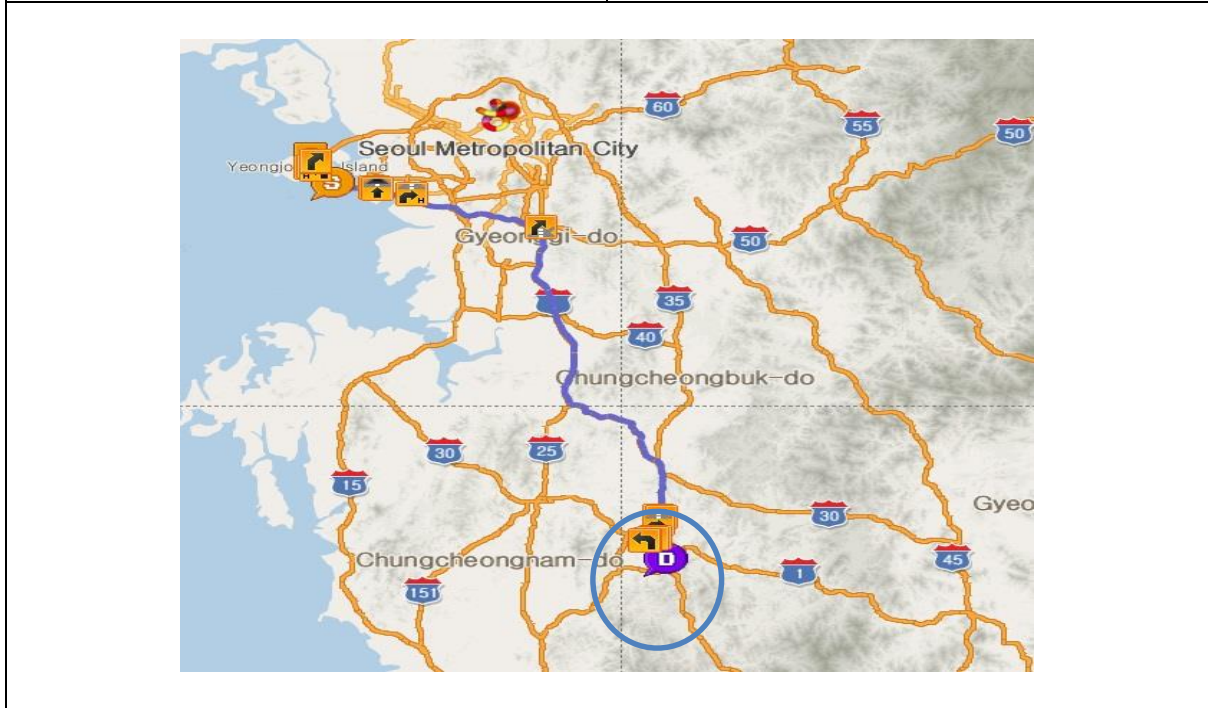 60
55
50
Seoul Metropolitan City
Yeongjo Island
S
H
H
Gyeonggi-do
50
35
40
Chungcheongbuk-do
30
25
15
30
Gyeo
Chungcheongnam-do
D
1
45
151